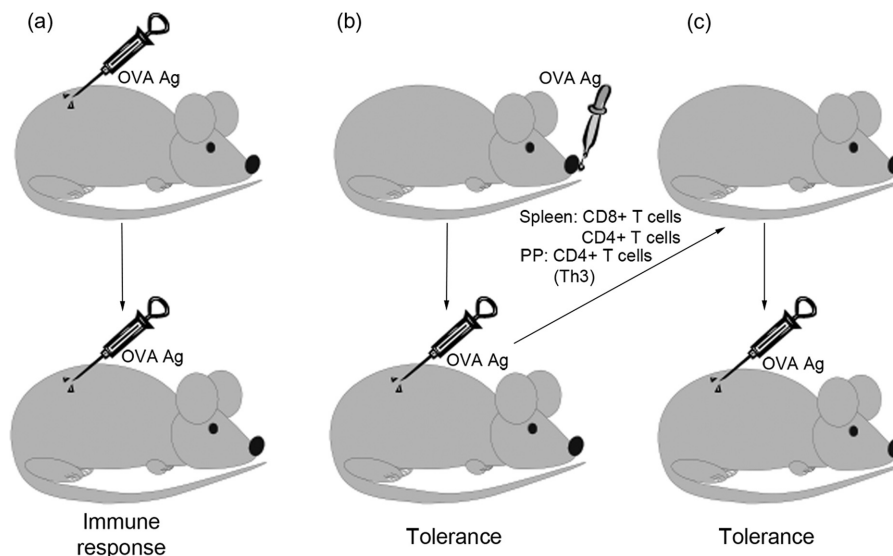 (a)
OVA Ag
OVA Ag
Immune
response
(b)
OVA Ag
Spleen: CD8+ T cells
CD4+ T cells
PP: CD4+ T cells
(Th3)
OVA Ag
Tolerance
(c)
OVA Ag
Tolerance